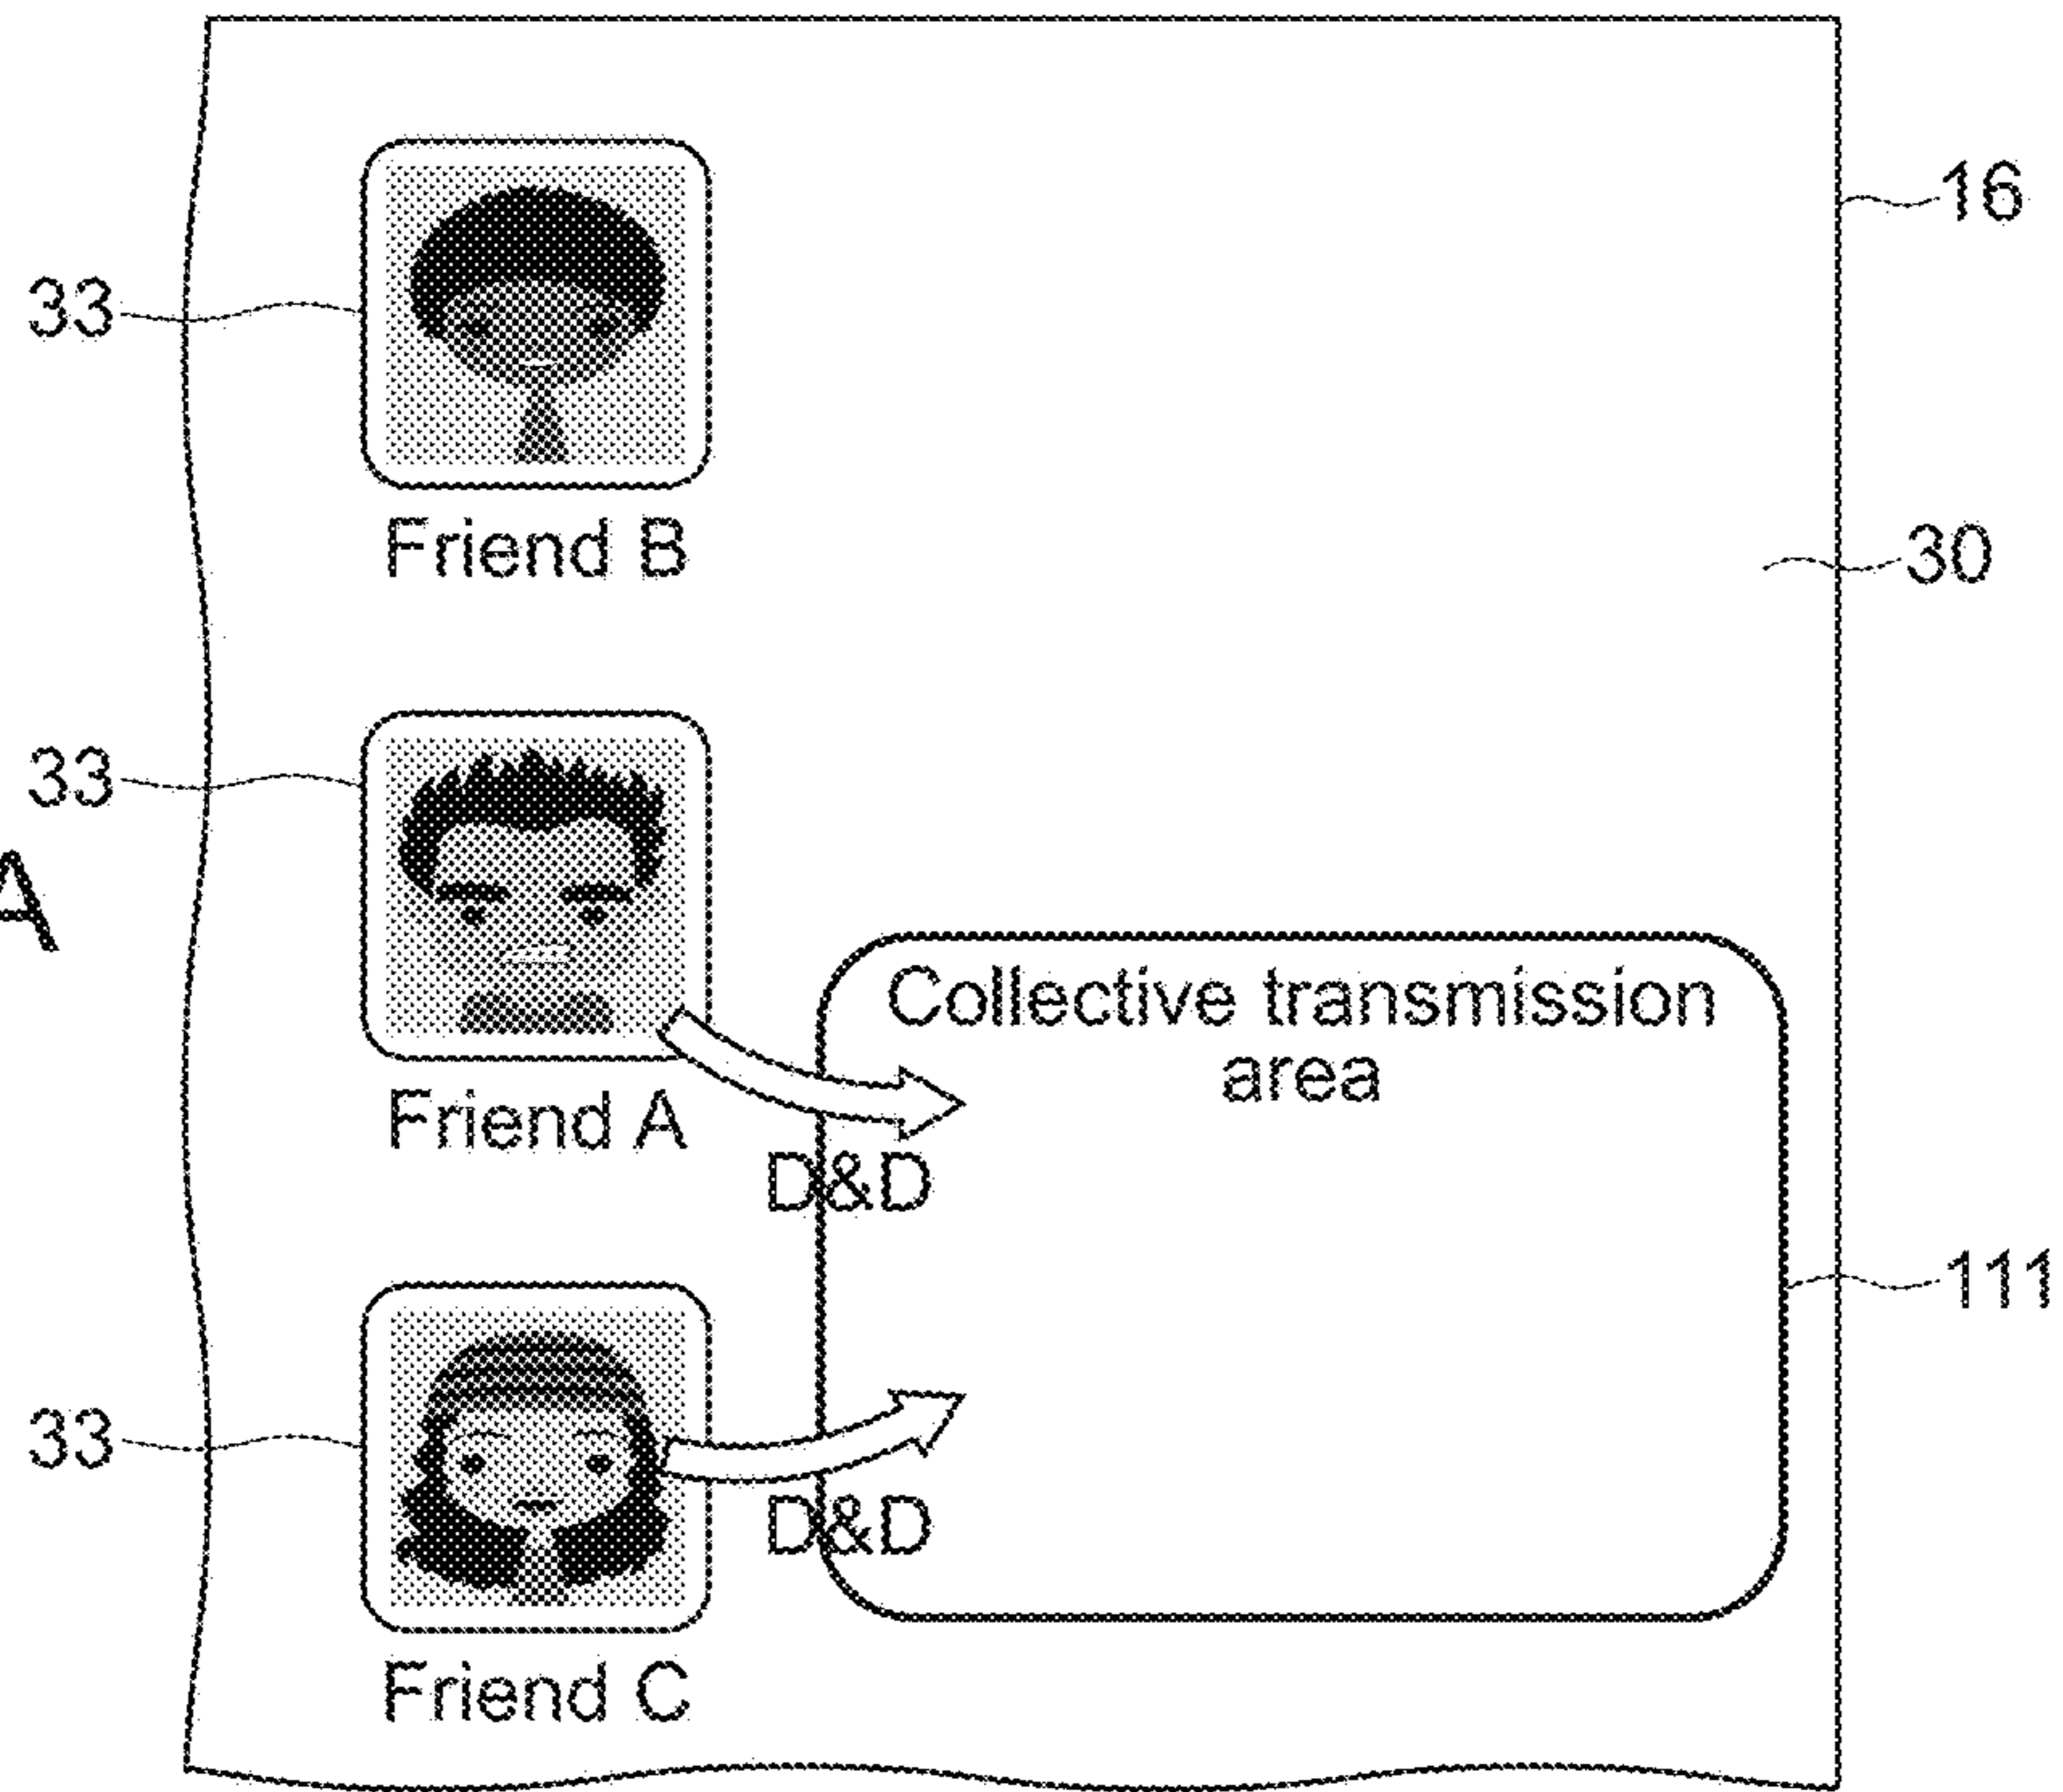 16
33
Friend B
30
33
A
Collective transmission
area
Friend A
D&D
111
33
D&D
Friend C